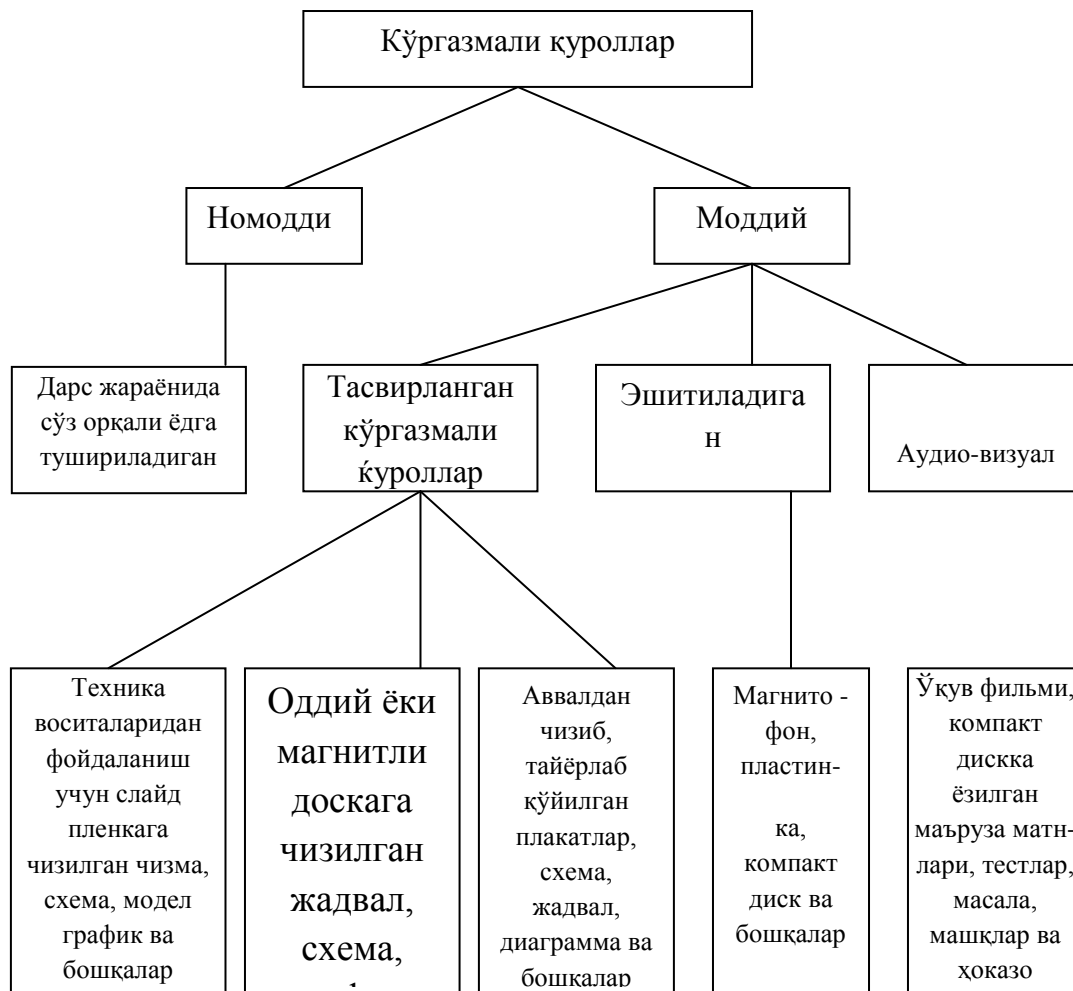 Кўргазмали қуроллар
Номодди
Моддий
Дарс жараёнида
сўз орқали ёдга
тушириладиган
Тасвирланган
кўргазмали
ќуроллар
Эшитиладига
н
Аудио-визуал
Техника
воситаларидан
фойдаланиш
учун слайд
пленкага
чизилган чизма,
схема, модел
график ва
бошқалар
Оддий ёки
магнитли
доскага
чизилган
жадвал,
схема,
Аввалдан
чизиб,
тайёрлаб
қўйилган
плакатлар,
схема,
жадвал,
диаграмма ва
бошқалар
Магнито -
фон,
пластин-
ка,
компакт
диск ва
бошқалар
Ўқув фильми,
компакт
дискка
ёзилган
маъруза матн-
лари, тестлар,
масала,
машқлар ва
ҳоказо